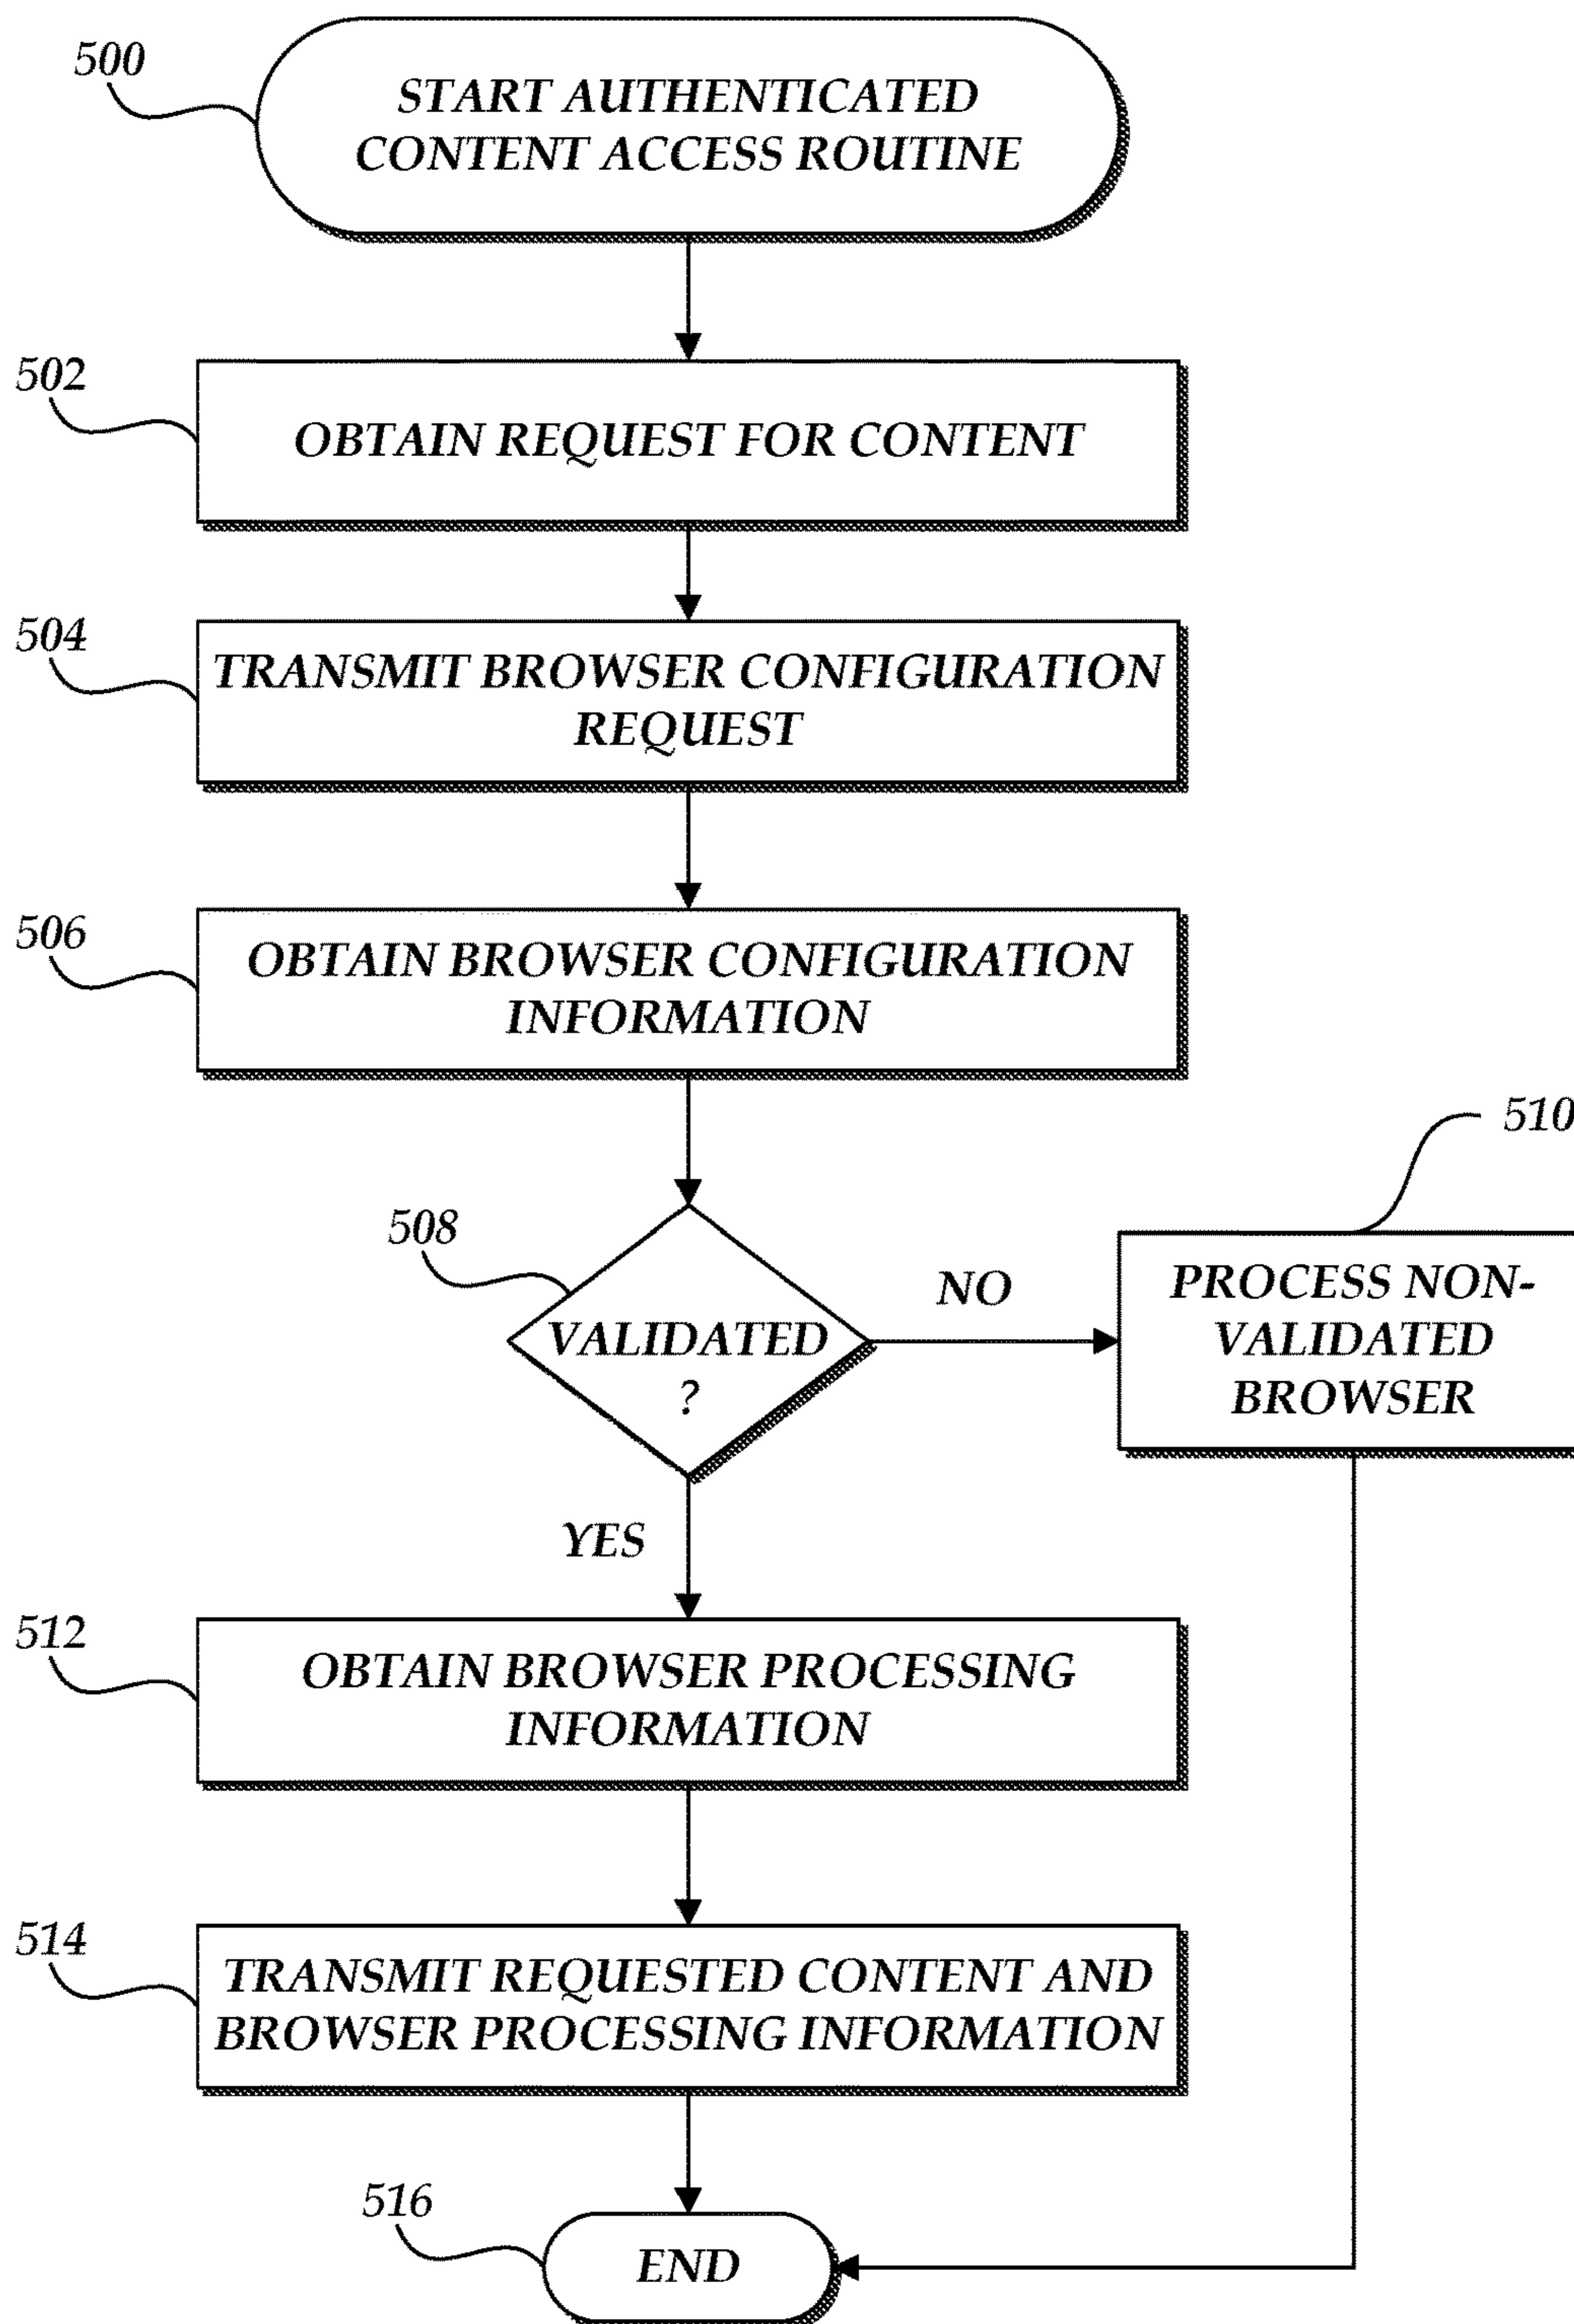 500
START AUTHENTICATED
CONTENT ACCESS ROUTINE
502
OBTAIN REQUEST FOR CONTENT
504
TRANSMIT BROWSER CONFIGURATION
REQUEST
506
OBTAIN BROWSER CONFIGURATION
INFORMATION
508
VALIDATED
?
NO
510
PROCESS NON-
VALIDATED
BROWSER
YES
512
OBTAIN BROWSER PROCESSING
INFORMATION
514
TRANSMIT REQUESTED CONTENT AND
BROWSER PROCESSING INFORMATION
516
END